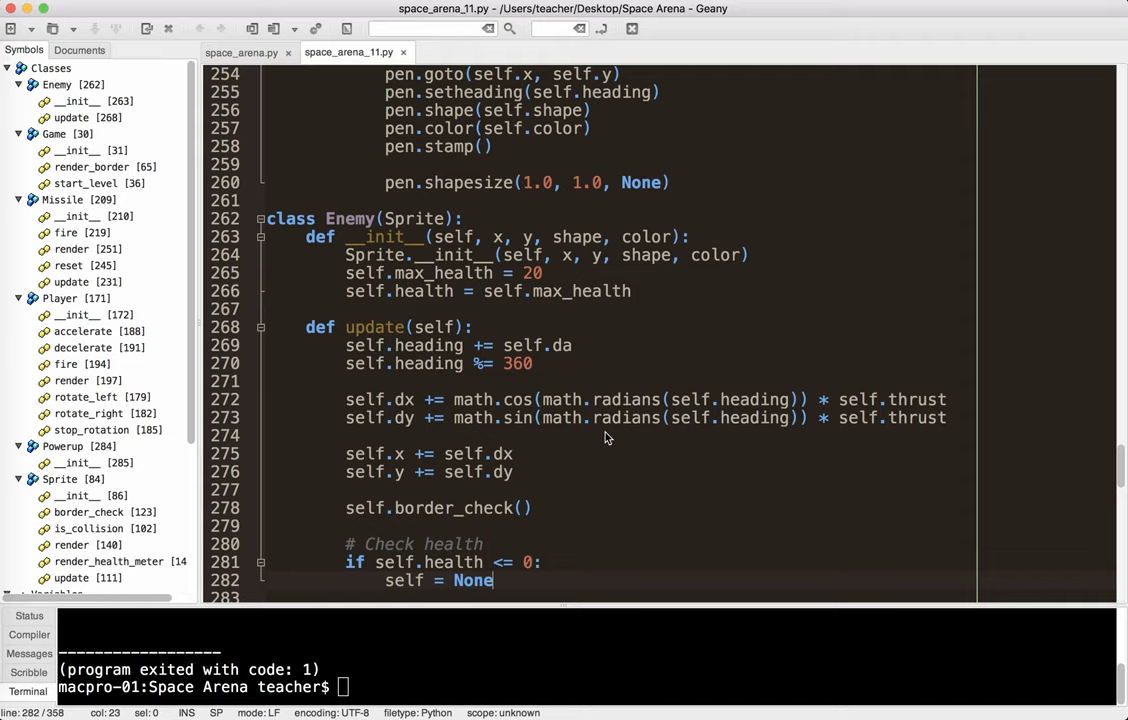 space_arena_11.py - /Users/teacher/Desktop/Space Arena - Geany
Symbols Documents
space_arena.py × space_arena_11.py ×
Classes
Enemy [262]
__init__ [263]
update [268]
Game [30]
__init__ [31]
render_border [65]
start_level [36]
Missile [209]
__init__ [210]
fire [219]
render [251]
reset [245]
update [231]
Player [171]
__init__ [172]
accelerate [188]
decelerate [191]
fire [194]
render [197]
rotate_left [179]
rotate_right [182]
stop_rotation [185]
Powerup [284]
__init__ [285]
Sprite [84]
__init__ [86]
border_check [123]
is_collision [102]
render [140]
render_health_meter [14
update [111]
254 pen.goto(self.x, self.y)
255 pen.setheading(self.heading)
256 pen.shape(self.shape)
257 pen.color(self.color)
258 pen.stamp()
259
260 pen.shapesize(1.0, 1.0, None)
261
262 class Enemy(Sprite):
263 def __init__(self, x, y, shape, color):
264 Sprite.__init__(self, x, y, shape, color)
265 self.max_health = 20
266 self.health = self.max_health
267
268 def update(self):
269 self.heading += self.da
270 self.heading %= 360
271
272 self.dx += math.cos(math.radians(self.heading)) * self.thrust
273 self.dy += math.sin(math.radians(self.heading)) * self.thrust
274
275 self.x += self.dx
276 self.y += self.dy
277
278 self.border_check()
279
280 # Check health
281 if self.health <= 0:
282 self = None
283
Status
Compiler
Messages
Scribble
Terminal
------------------
(program exited with code: 1)
macpro-01:Space Arena teacher$
line: 282 / 358 col: 23 sel: 0 INS SP mode: LF encoding: UTF-8 filetype: Python scope: unknown